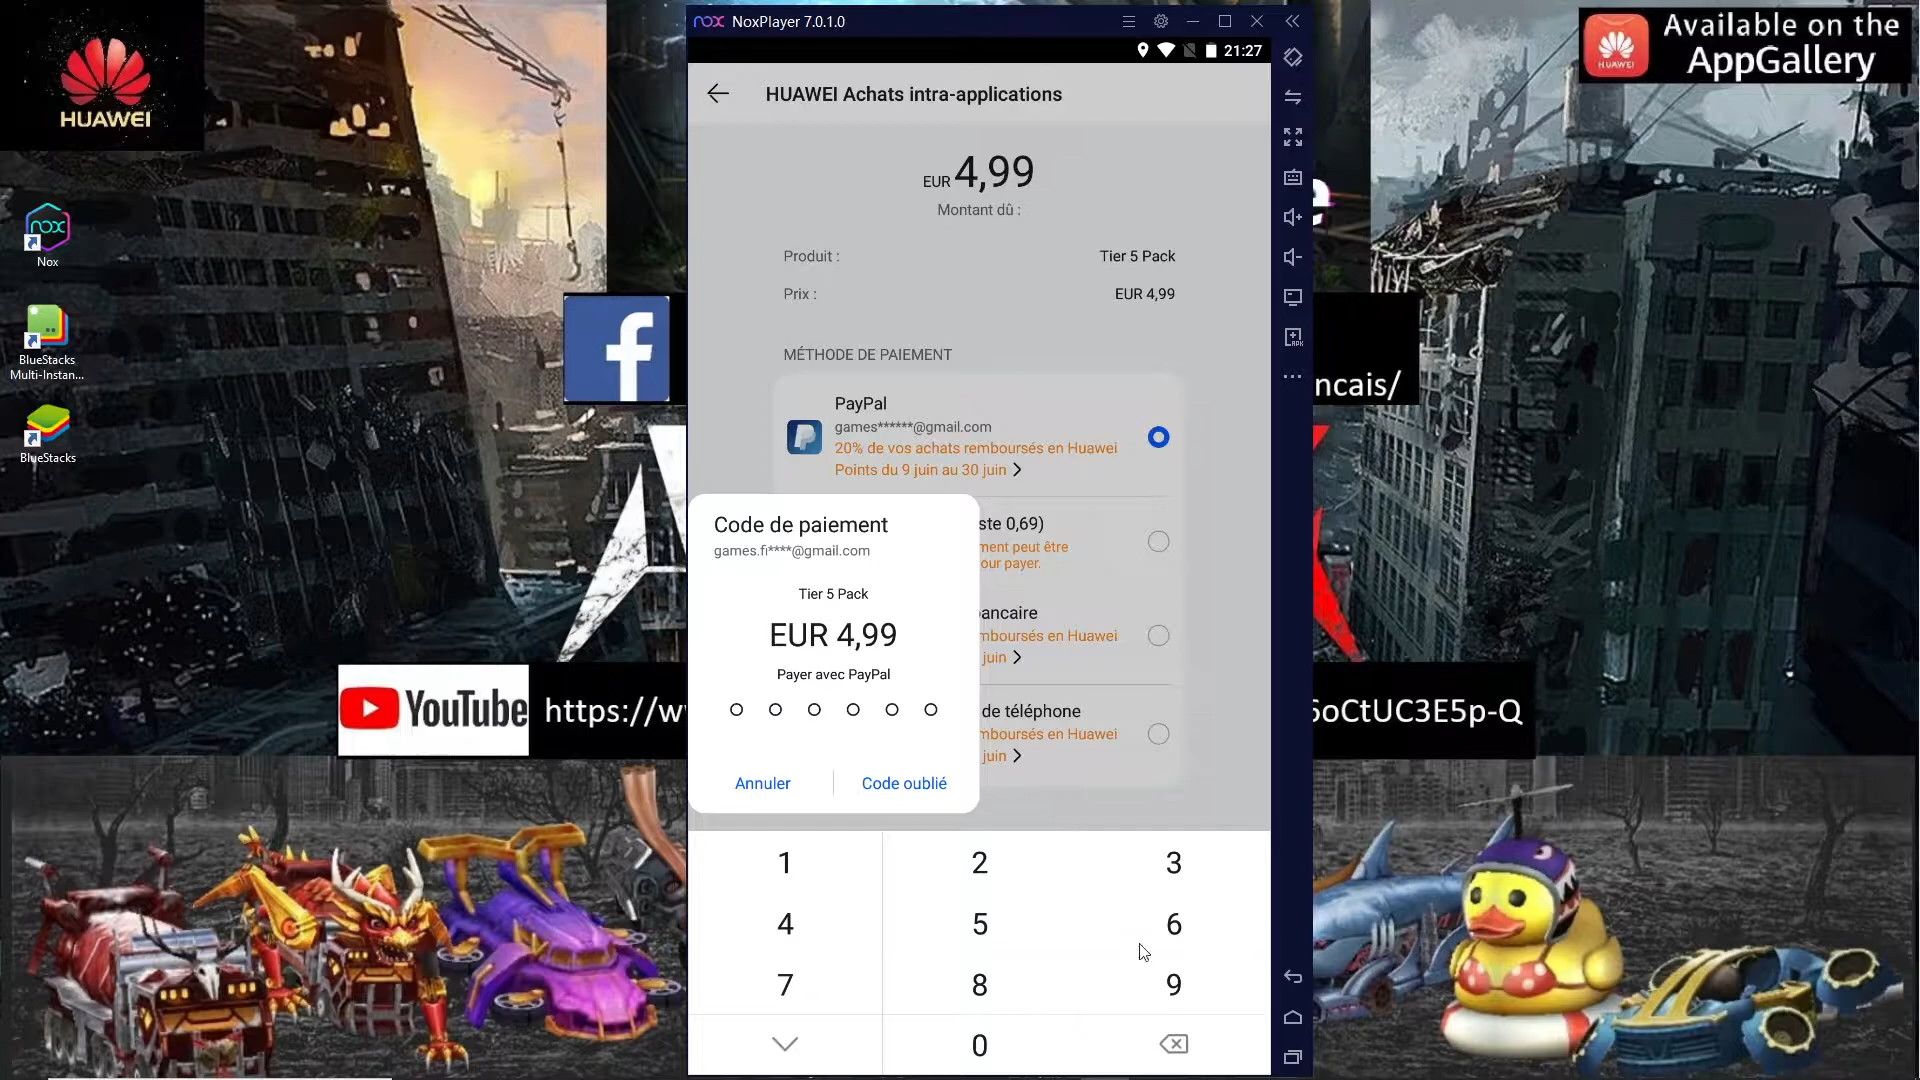 HUAWEI
nox NoxPlayer 7.0.1.0
21:27
HUAWEI Achats intra-applications
EUR 4,99
Montant dû :
Produit : Tier 5 Pack
Prix : EUR 4,99
MÉTHODE DE PAIEMENT
PayPal
games******@gmail.com
20% de vos achats remboursés en Huawei
Points du 9 juin au 30 juin
Code de paiement
games.fi****@gmail.com
Tier 5 Pack
EUR 4,99
Payer avec PayPal
Annuler
Code oublié
ste 0,69)
ment peut être
our payer.
ancaire
mboursés en Huawei
juin
de téléphone
mboursés en Huawei
juin
1 2 3
4 5 6
7 8 9
0
Available on the
AppGallery
HUAWEI
nox
Nox
BlueStacks
Multi-Instan...
BlueStacks
f
ncais/
YouTube
https://w
6oCtUC3E5p-Q
APK